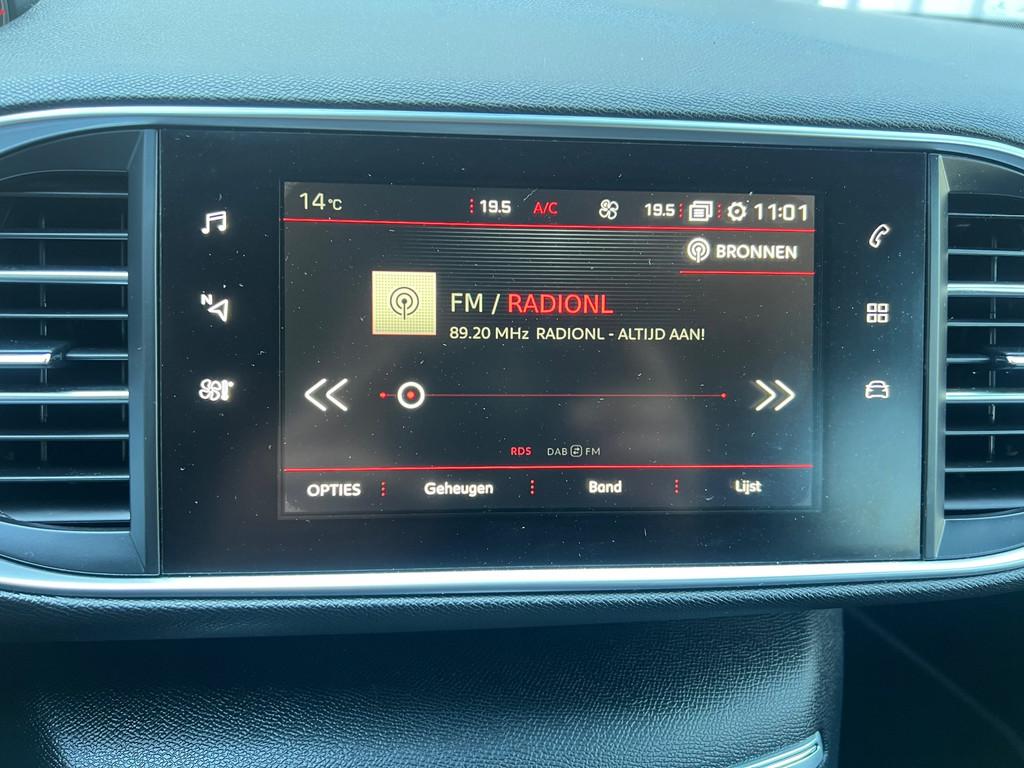 14°C 19.5 A/C 19.5 11:01
BRONNEN
FM / RADIONL
89.20 MHz RADIONL - ALTIJD AAN!
N
RDS DAB FM
OPTIES Geheugen Band Lijst